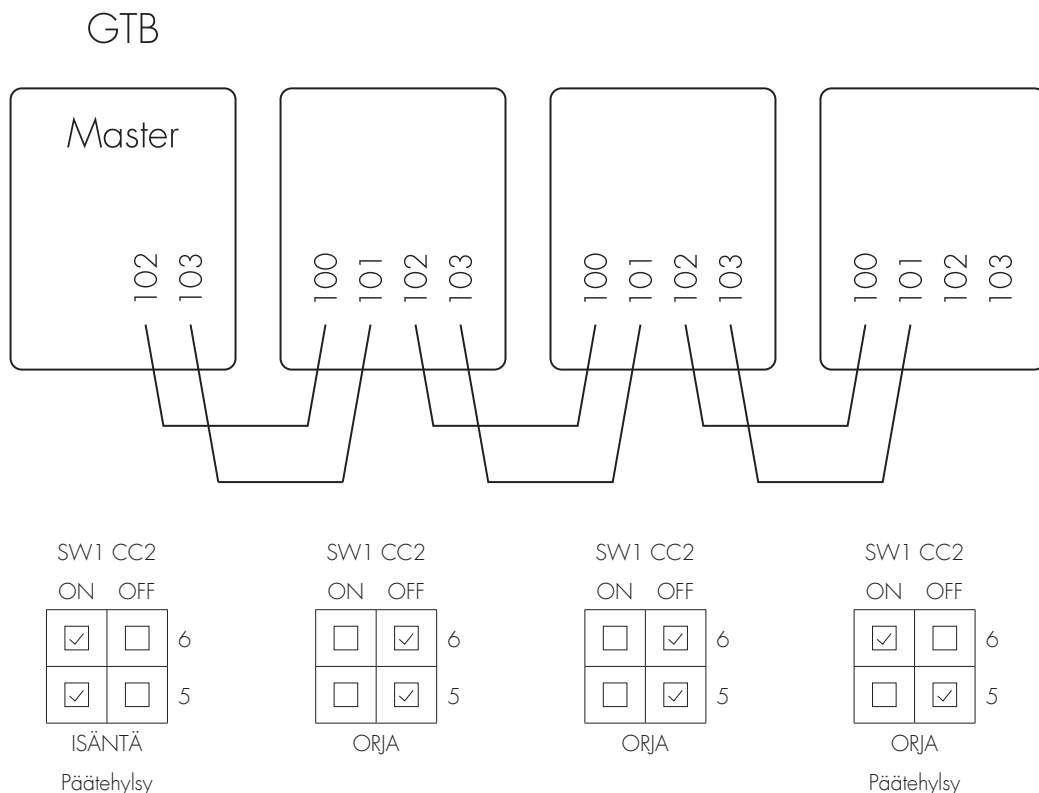 GTB
Master
102 103
100 101 102 103
100 101 102 103
100 101 102 103
SW1 CC2
ON OFF
6
5
ISÄNTÄ
Päätehylsy
SW1 CC2
ON OFF
6
5
ORJA
SW1 CC2
ON OFF
6
5
ORJA
SW1 CC2
ON OFF
6
5
ORJA
Päätehylsy